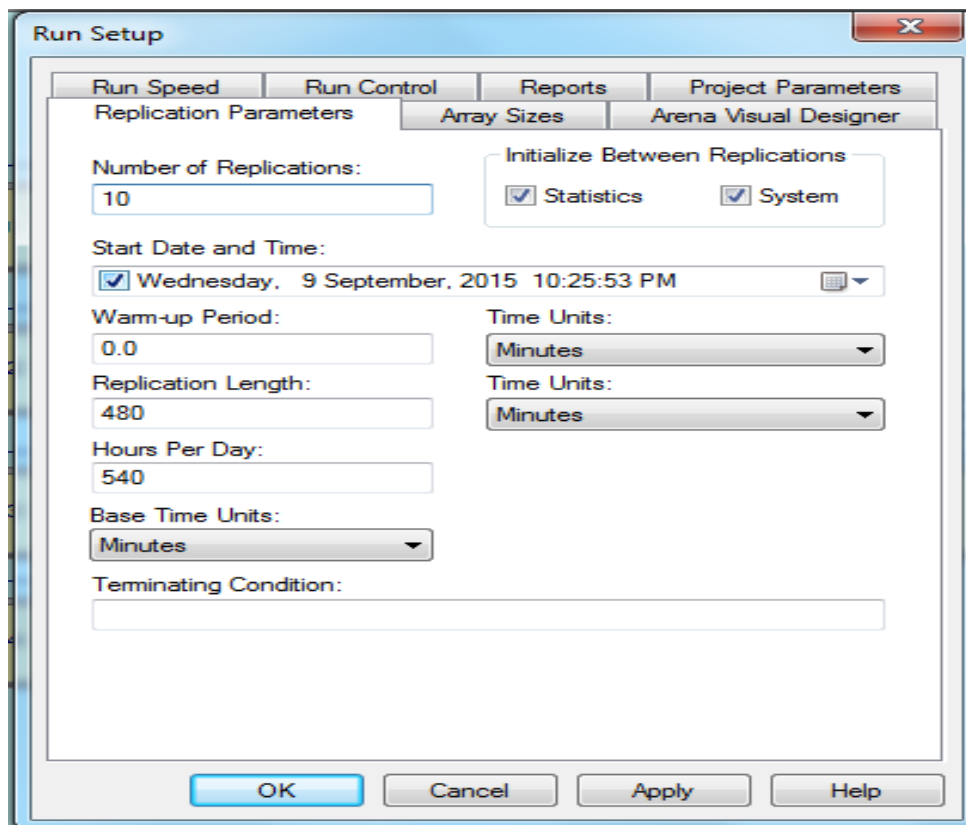 Run Setup
Run Speed Run Control Reports Project Parameters
Replication Parameters Array Sizes Arena Visual Designer
Number of Replications:
10
Initialize Between Replications
Statistics System
Start Date and Time:
Wednesday, 9 September, 2015 10:25:53 PM
Warm-up Period: Time Units:
0.0 Minutes
Replication Length: Time Units:
480 Minutes
Hours Per Day:
540
Base Time Units:
Minutes
Terminating Condition:
OK Cancel Apply Help